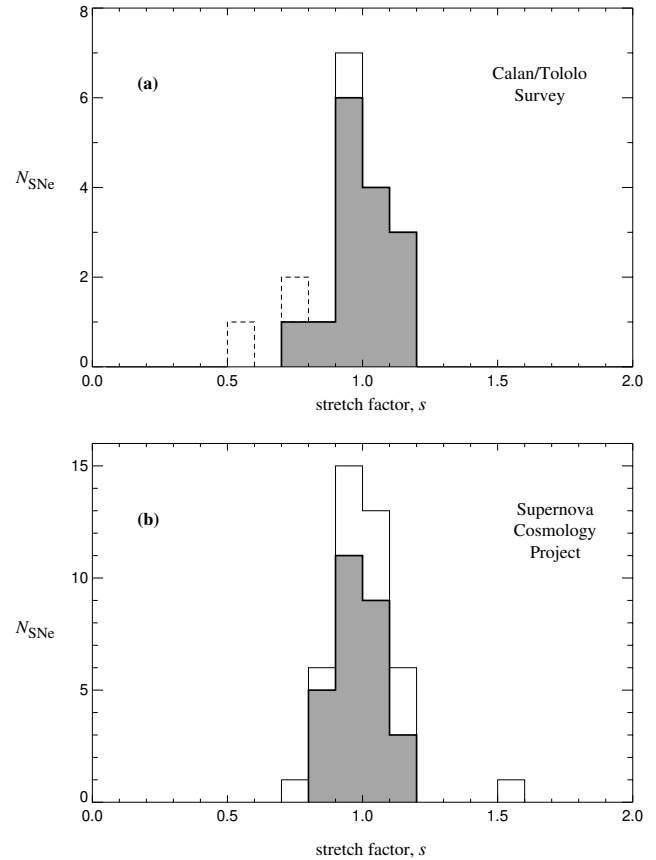 8
6
4
2
0
N_SNe
(a)
Calan/Tololo
Survey
0.0 0.5 1.0 1.5 2.0
stretch factor, s
15
10
5
0
N_SNe
(b)
Supernova
Cosmology
Project
0.0 0.5 1.0 1.5 2.0
stretch factor, s